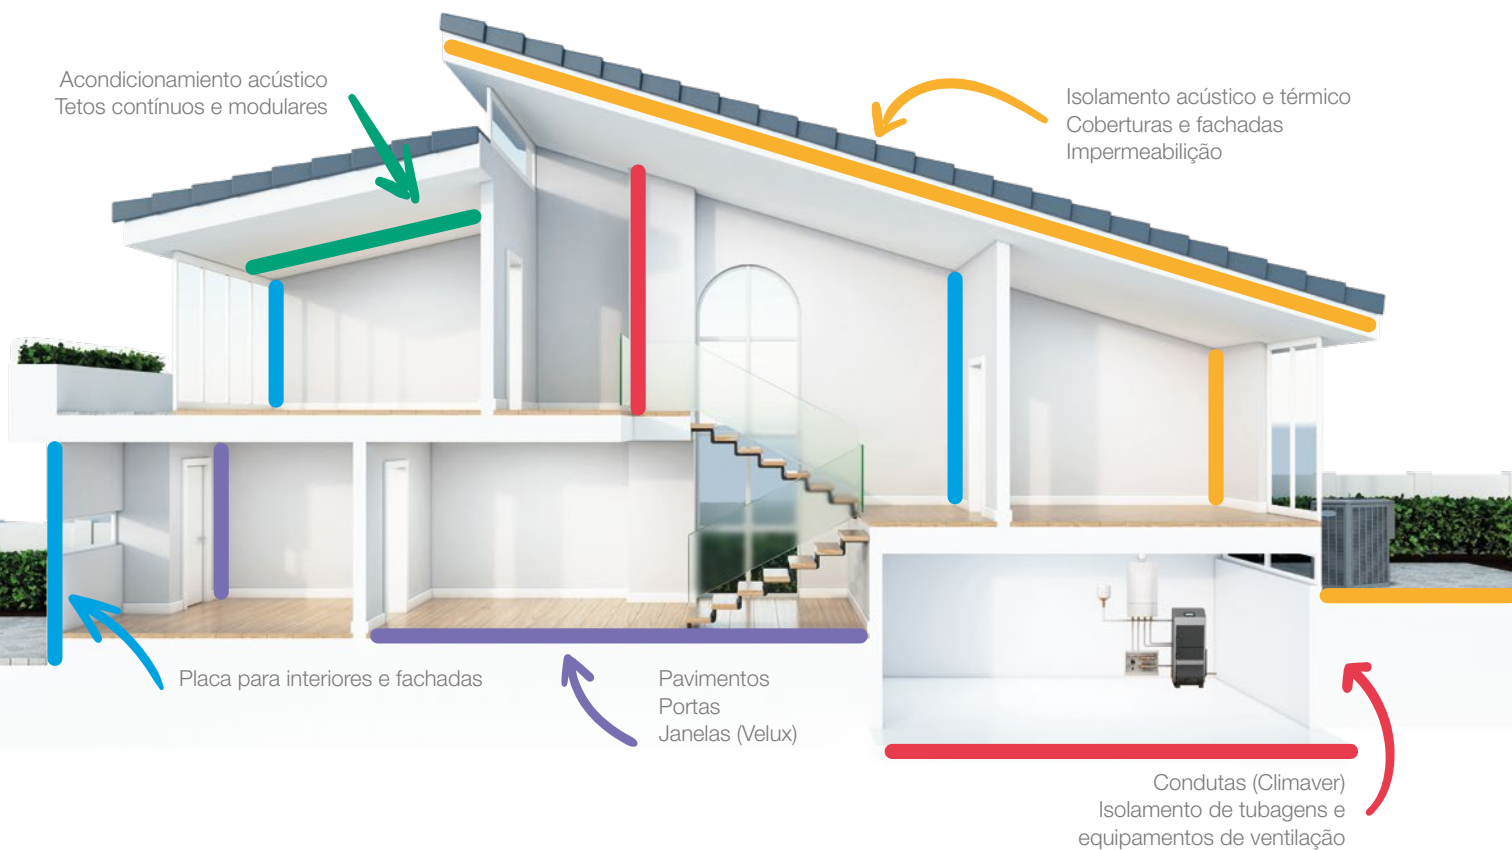 Acondicionamiento acústico
Tetos contínuos e modulares
Isolamento acústico e térmico
Coberturas e fachadas
Impermeabilição
Placa para interiores e fachadas
Pavimentos
Portas
Janelas (Velux)
Condutas (Climaver)
Isolamento de tubagens e
equipamentos de ventilação